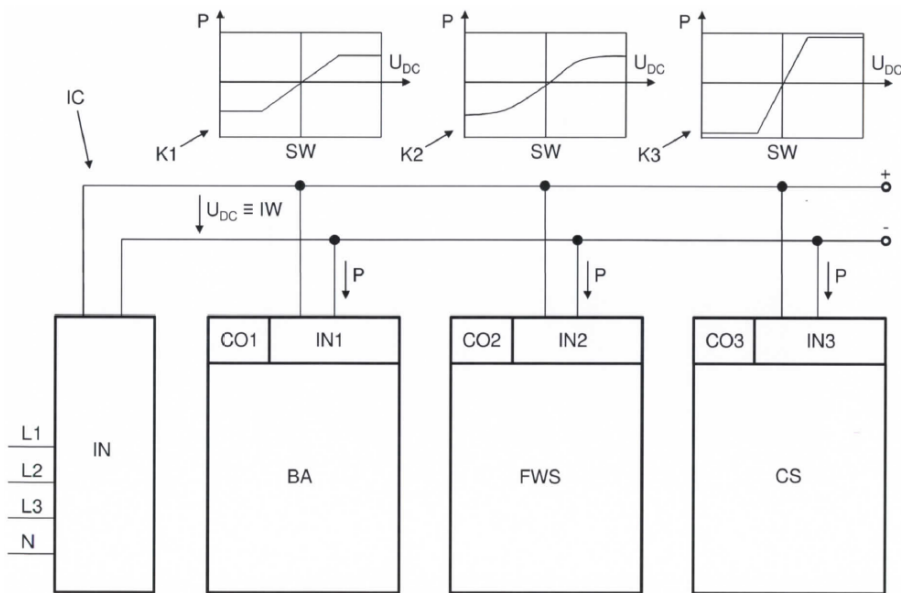 P
U_DC
K1
SW
P
U_DC
K2
SW
P
U_DC
K3
SW
IC
+
U_DC ≡ IW
-
P
P
P
CO1 IN1
CO2 IN2
CO3 IN3
IN
L1
L2
L3
N
BA
FWS
CS